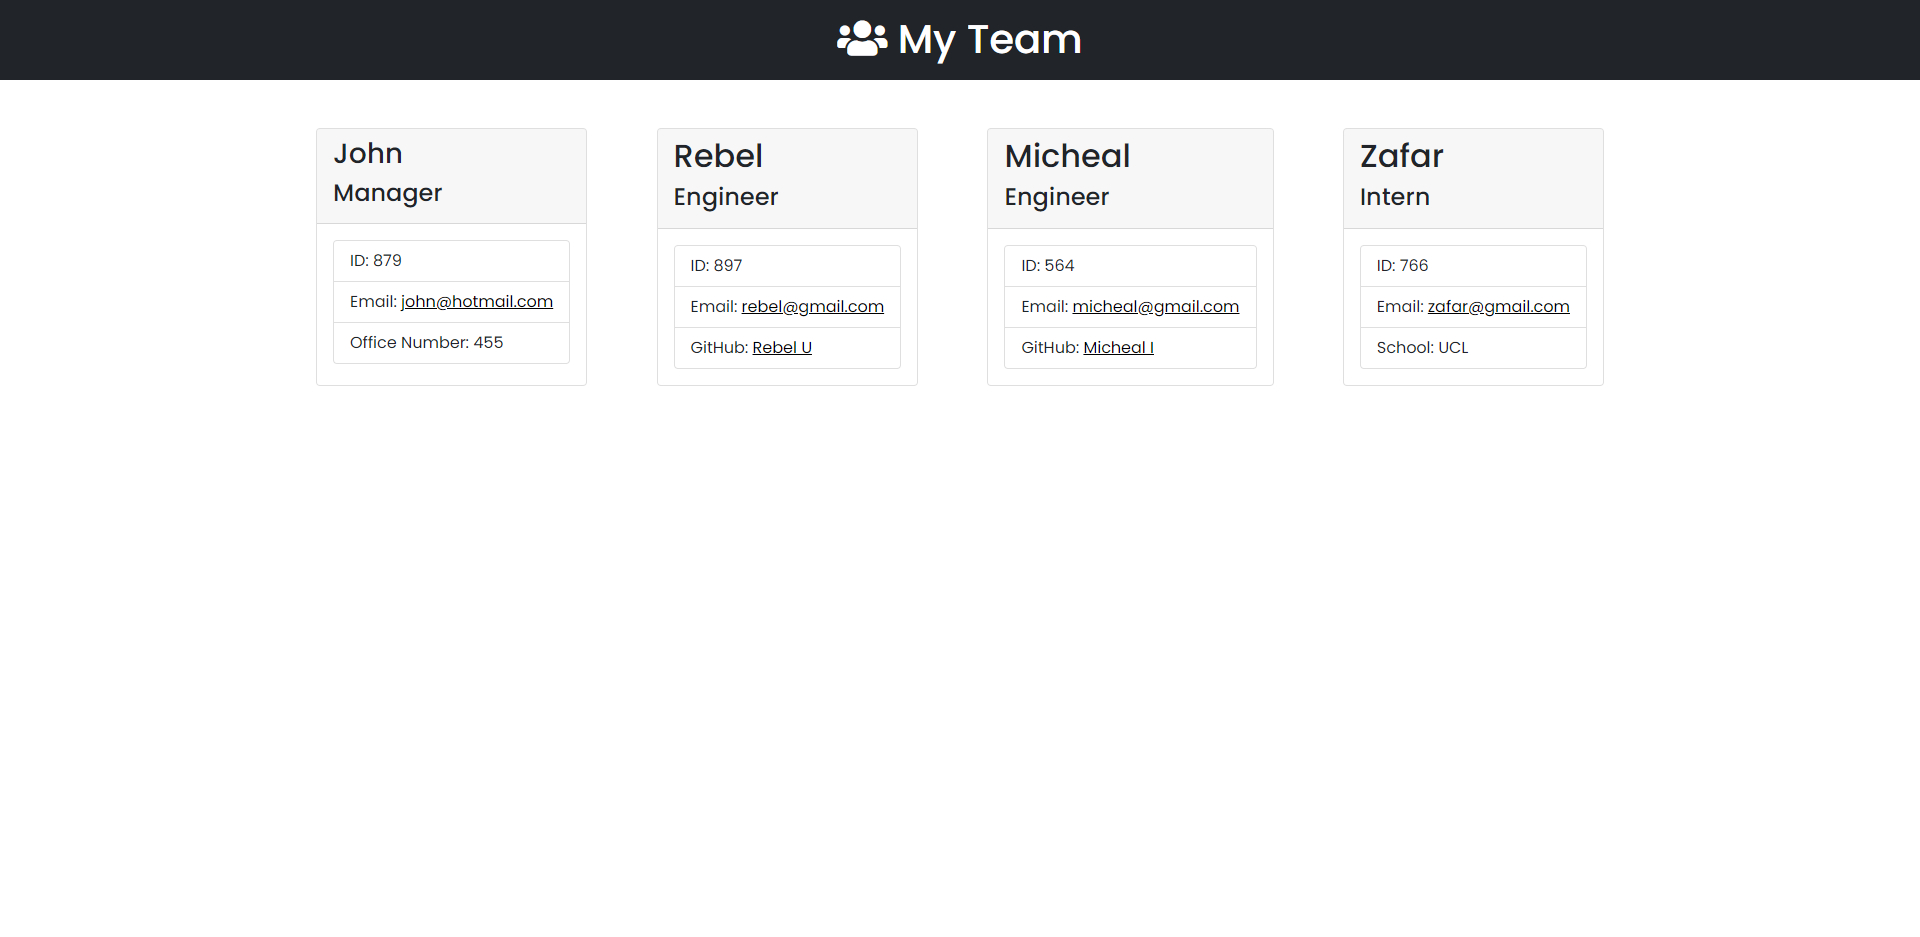 My Team
John
Manager
ID: 879
Email: john@hotmail.com
Office Number: 455
Rebel
Engineer
ID: 897
Email: rebel@gmail.com
GitHub: Rebel U
Micheal
Engineer
ID: 564
Email: micheal@gmail.com
GitHub: Micheal I
Zafar
Intern
ID: 766
Email: zafar@gmail.com
School: UCL